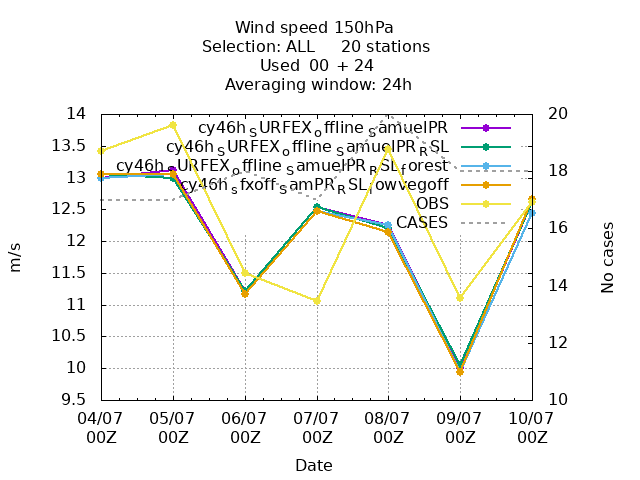 Wind speed 150hPa
Selection: ALL 20 stations
Used 00 + 24
Averaging window: 24h
14
13.5
13
12.5
12
11.5
11
10.5
10
9.5
m/s
20
18
16
14
12
10
No cases
cy46h_SURFEX_offline_SamuelPR
cy46h_SURFEX_offline_SamuelPR_RSL
cy46h_SURFEX_offline_SamuelPR_RSL_forest
cy46h_sfxoff_SamPR_RSL_lowvegoff
OBS
CASES
04/07 05/07 06/07 07/07 08/07 09/07 10/07
00Z 00Z 00Z 00Z 00Z 00Z 00Z
Date